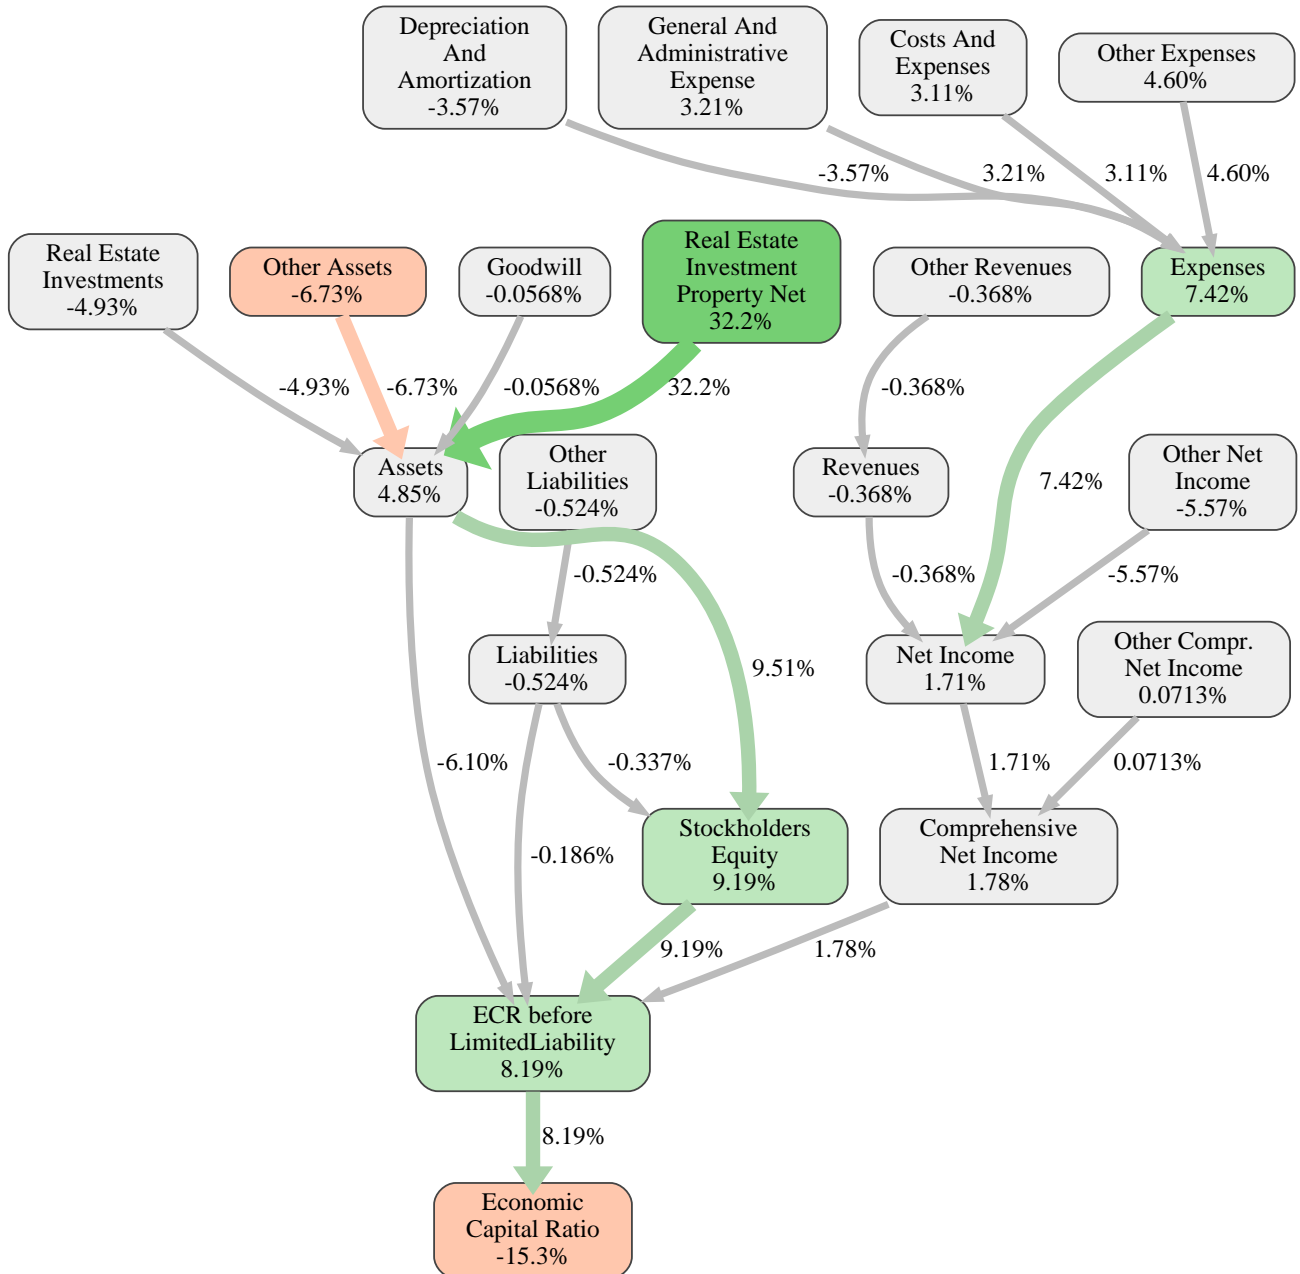 Depreciation
And
Amortization
-3.57%
General And
Administrative
Expense
3.21%
Costs And
Expenses
3.11%
Other Expenses
4.60%
-3.57%
3.21%
3.11%
4.60%
Real Estate
Investments
-4.93%
Other Assets
-6.73%
Goodwill
-0.0568%
Real Estate
Investment
Property Net
32.2%
Other Revenues
-0.368%
Expenses
7.42%
-4.93%
-6.73%
-0.0568%
32.2%
-0.368%
Assets
4.85%
Other
Liabilities
-0.524%
Revenues
-0.368%
7.42%
Other Net
Income
-5.57%
-0.524%
-0.368%
-5.57%
Liabilities
-0.524%
9.51%
Net Income
1.71%
Other Compr.
Net Income
0.0713%
-6.10%
-0.337%
1.71%
0.0713%
-0.186%
Stockholders
Equity
9.19%
Comprehensive
Net Income
1.78%
9.19%
1.78%
ECR before
LimitedLiability
8.19%
8.19%
Economic
Capital Ratio
-15.3%